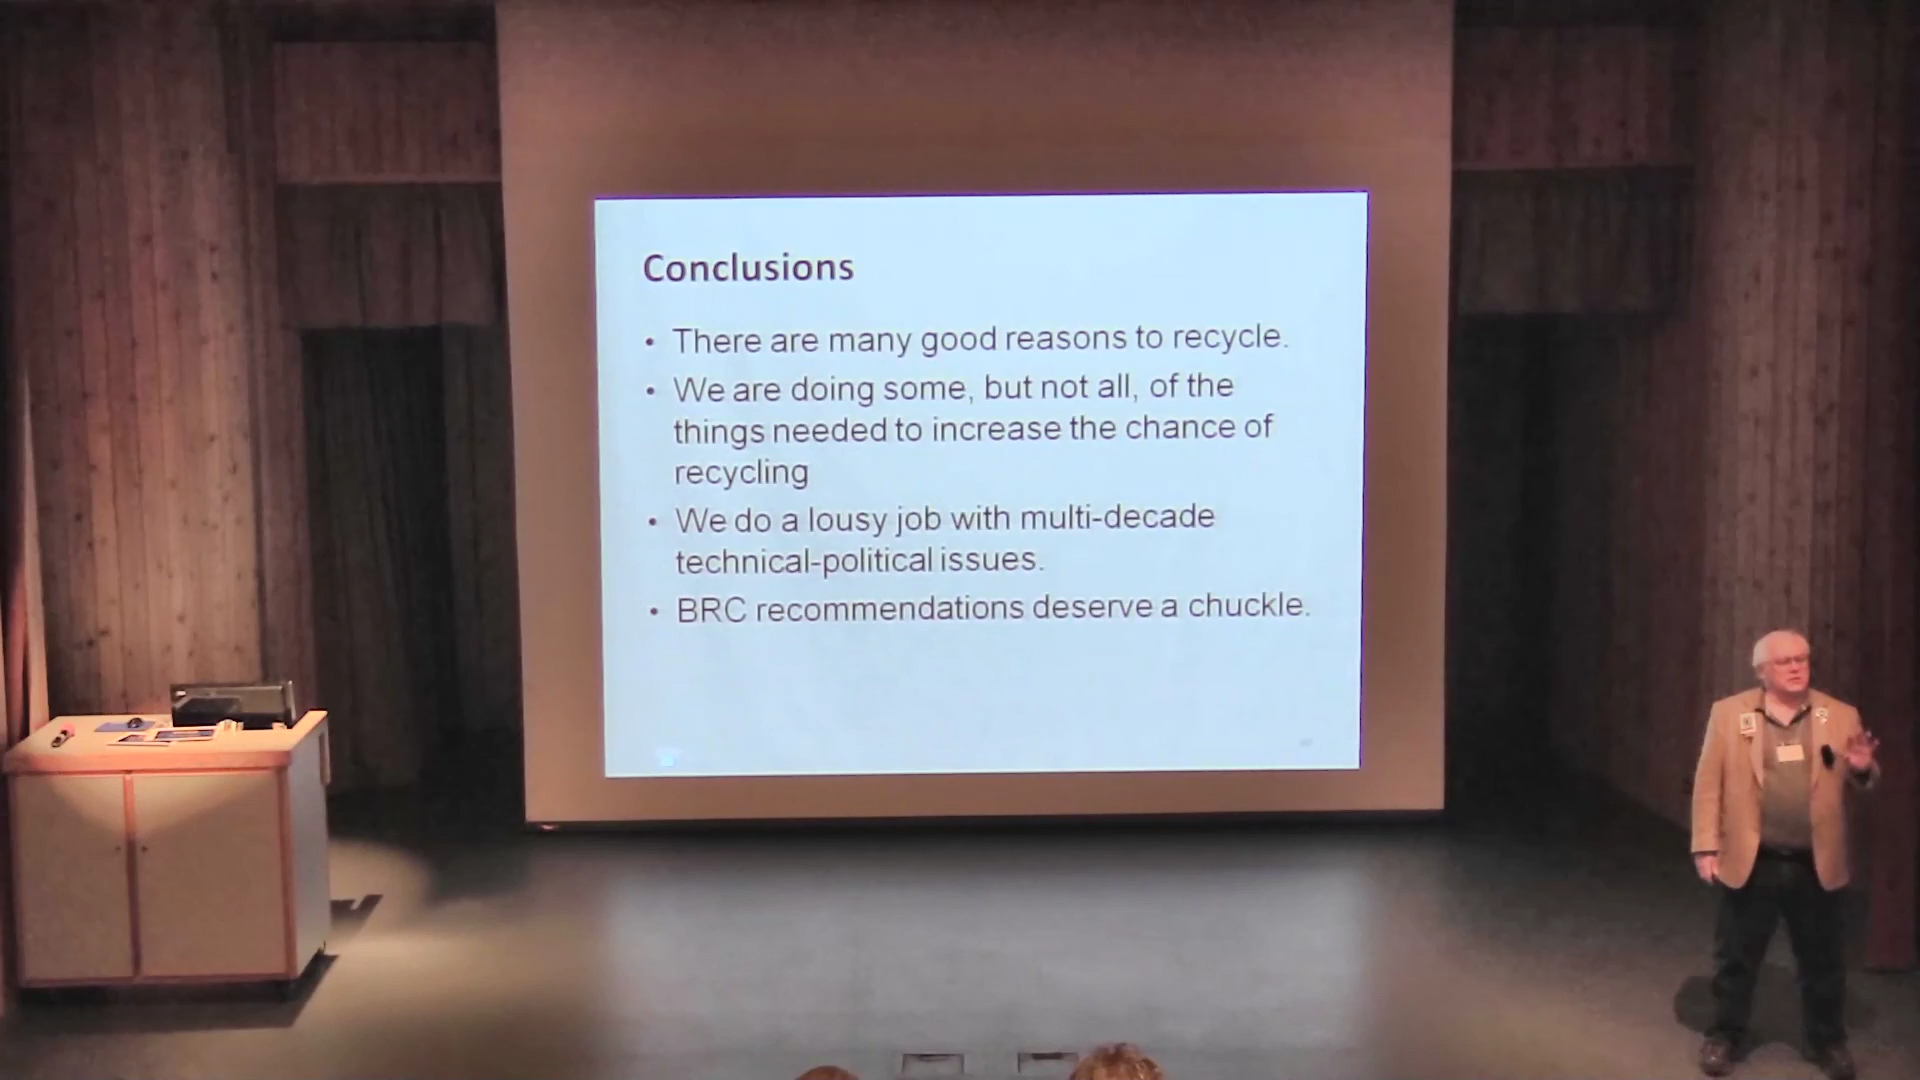 Conclusions
• There are many good reasons to recycle.
• We are doing some, but not all, of the
things needed to increase the chance of
recycling
• We do a lousy job with multi-decade
technical-political issues.
• BRC recommendations deserve a chuckle.